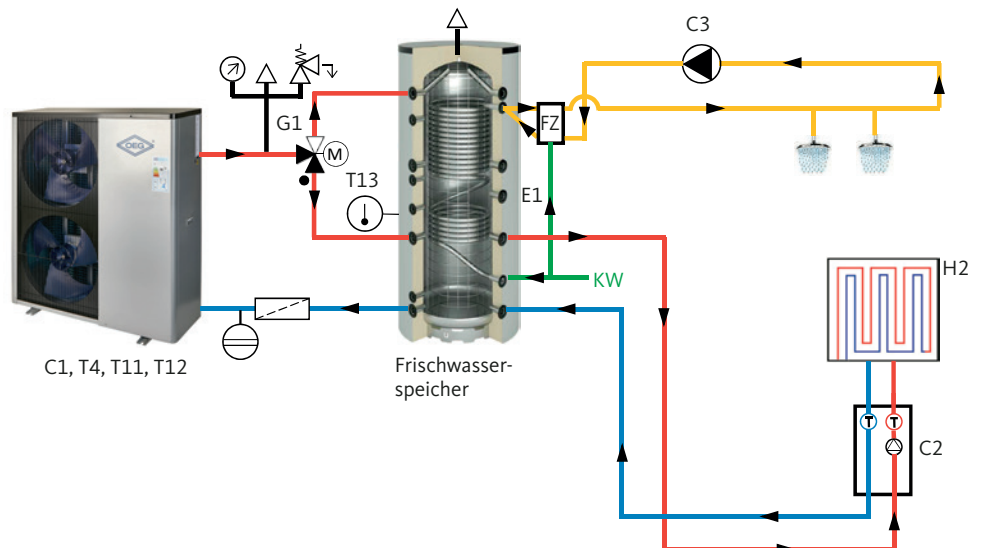 C3
G1
M
FZ
OEG
T13
E1
KW
H2
C1, T4, T11, T12
Frischwasser-
speicher
T
T
C2